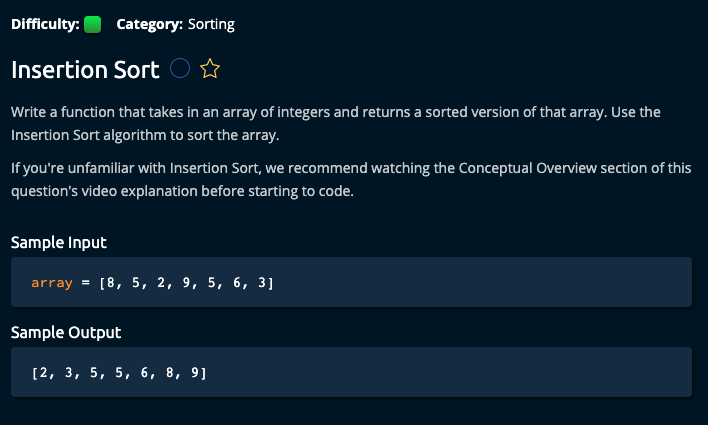 Difficulty: Category: Sorting
Insertion Sort
Write a function that takes in an array of integers and returns a sorted version of that array. Use the
Insertion Sort algorithm to sort the array.
If you're unfamiliar with Insertion Sort, we recommend watching the Conceptual Overview section of this
question's video explanation before starting to code.
Sample Input
array = [8, 5, 2, 9, 5, 6, 3]
Sample Output
[2, 3, 5, 5, 6, 8, 9]